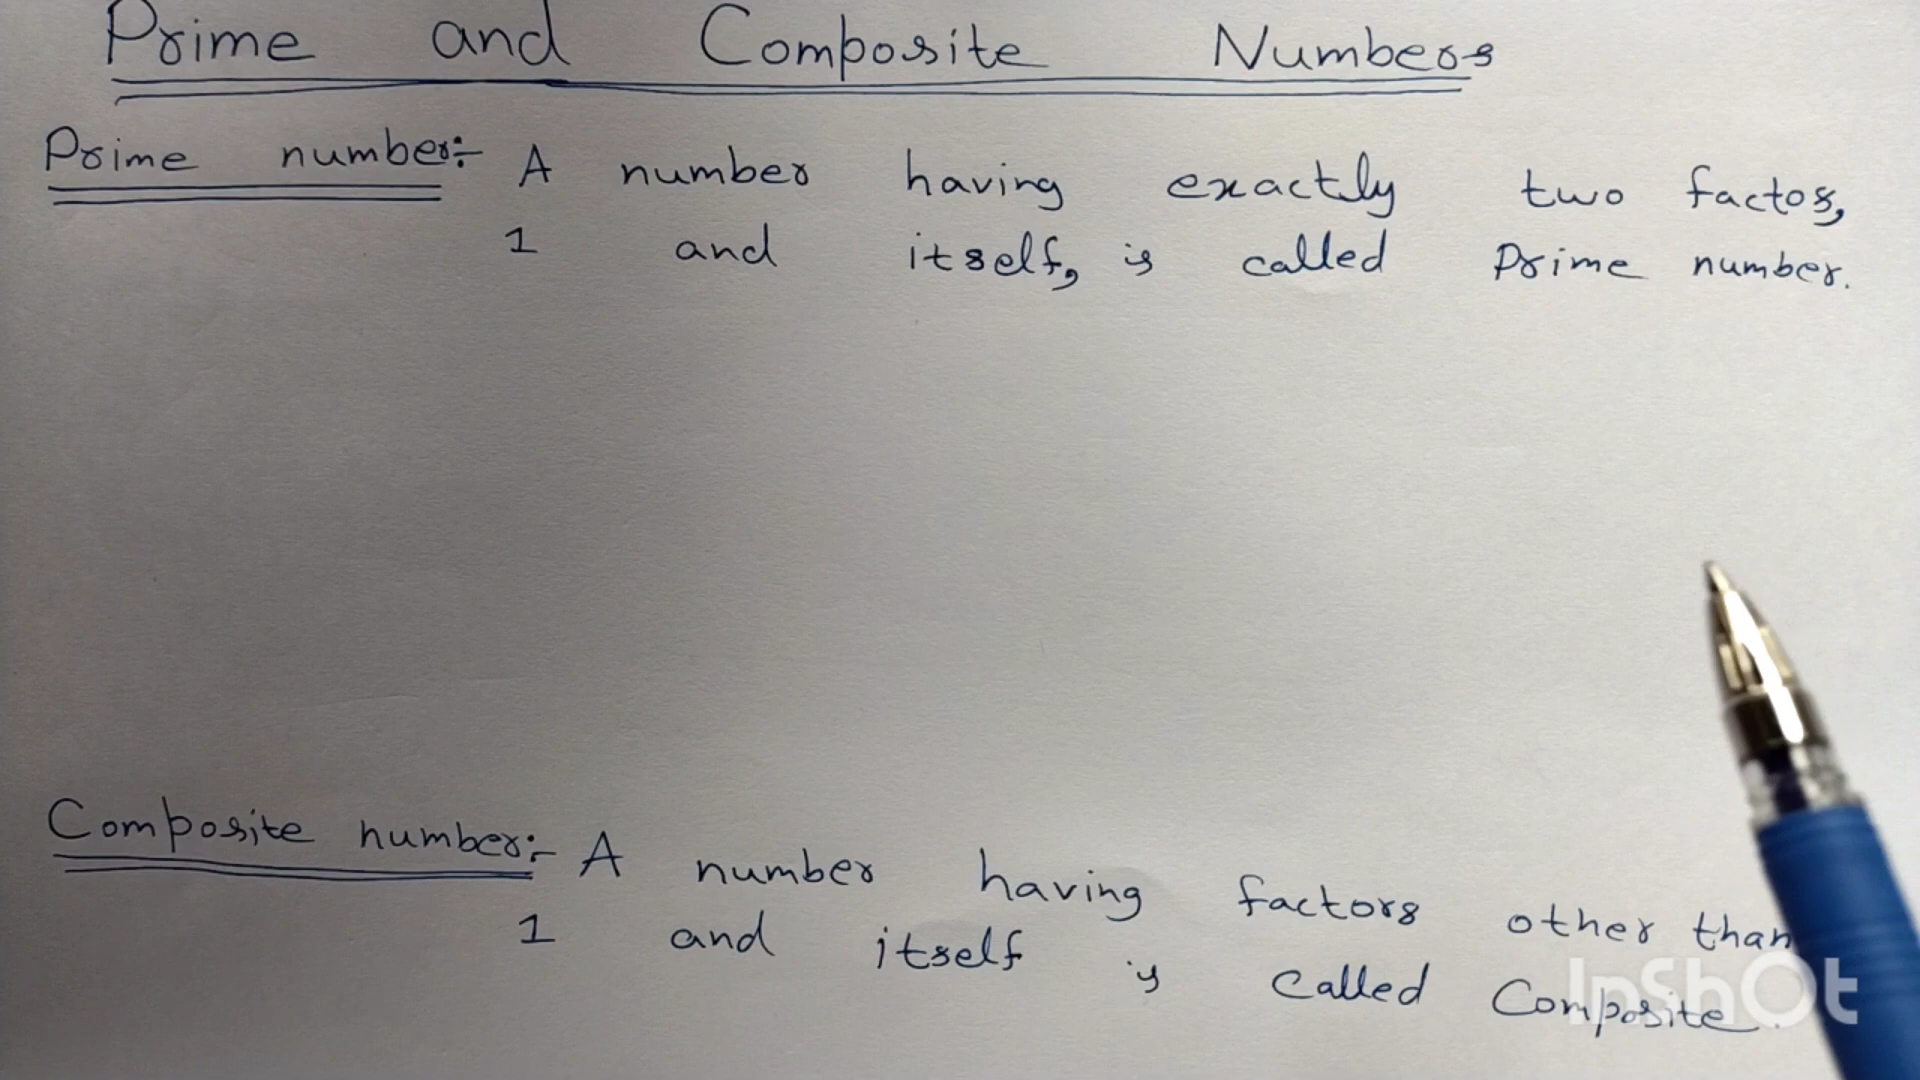 Prime and Composite Numbers
Prime number:- A number having exactly two factors,
1 and itself, is called Prime number.
Composite number:- A number having factors other than
1 and itself is called Composite.
InShOt